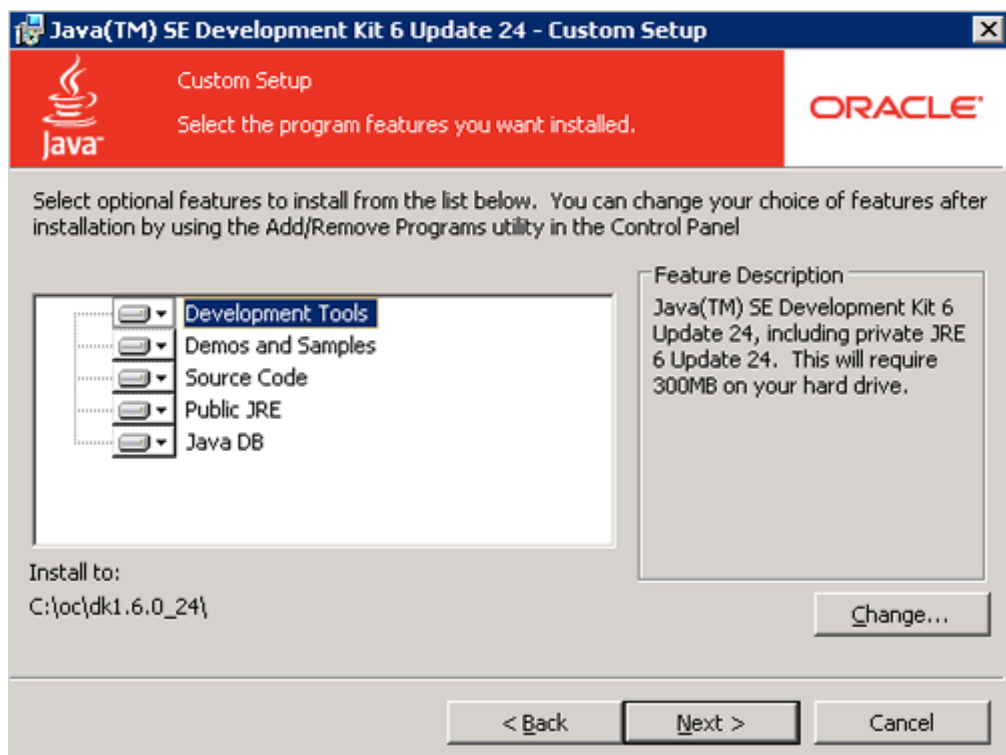 Java(TM) SE Development Kit 6 Update 24 - Custom Setup
Java™
Custom Setup
Select the program features you want installed.
ORACLE®
Select optional features to install from the list below.  You can change your choice of features after
installation by using the Add/Remove Programs utility in the Control Panel
Development Tools
Demos and Samples
Source Code
Public JRE
Java DB
Feature Description
Java(TM) SE Development Kit 6
Update 24, including private JRE
6 Update 24.  This will require
300MB on your hard drive.
Install to:
C:\oc\dk1.6.0_24\
Change...
< Back
Next >
Cancel